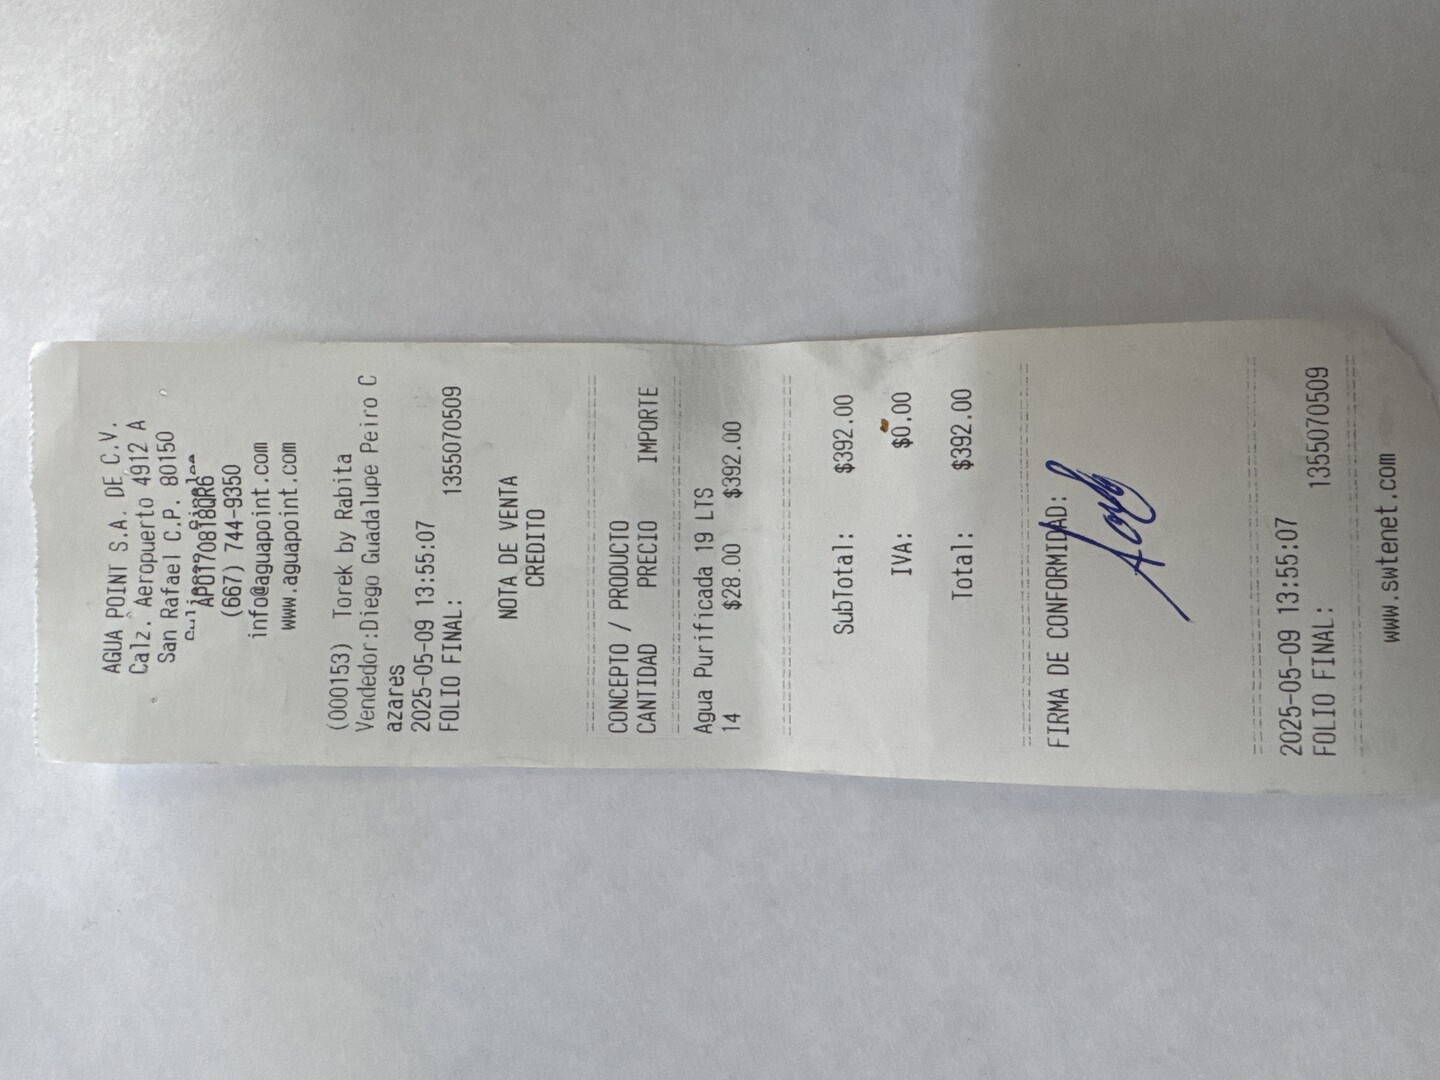 AGUA POINT S.A. DE C.V.
Calz. Aeropuerto 4912 A
San Rafael C.P. 80150
APO170818QR6
(667) 744-9350
info@aguapoint.com
www.aguapoint.com
(000153) Torek by Rabita
Vendedor:Diego Guadalupe Peiro C
azares
2025-05-09 13:55:07
FOLIO FINAL: 1355070509
NOTA DE VENTA
CREDITO
CONCEPTO / PRODUCTO
CANTIDAD PRECIO IMPORTE
Agua Purificada 19 LTS
14 $28.00 $392.00
SubTotal: $392.00
IVA: $0.00
Total: $392.00
FIRMA DE CONFORMIDAD:
2025-05-09 13:55:07
FOLIO FINAL: 1355070509
www.swtenet.com